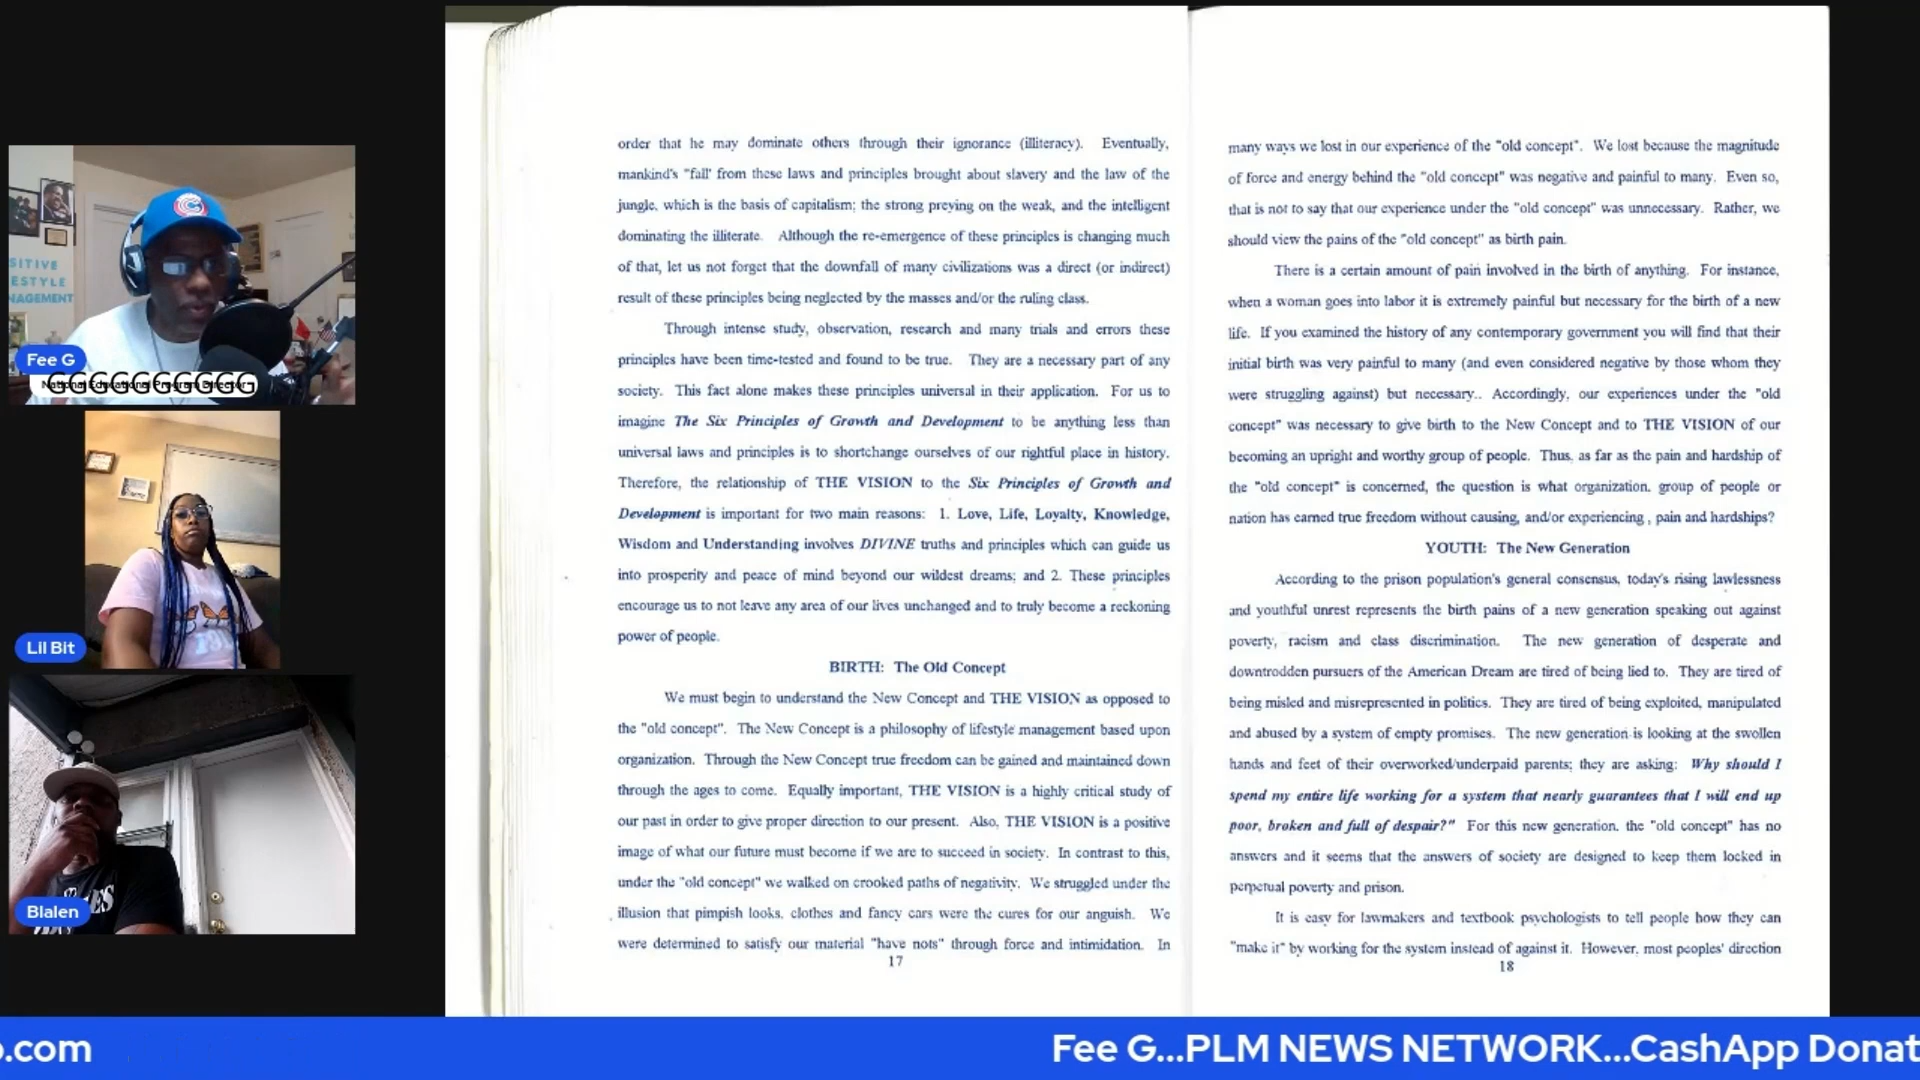 SITIVE
ESTYLE
NAGEMENT
Fee G
National Educational Program Director
GGGGGGGGGG
Lil Bit
Blalen
order that he may dominate others through their ignorance (illiteracy). Eventually,
mankind's "fall' from these laws and principles brought about slavery and the law of the
jungle, which is the basis of capitalism; the strong preying on the weak, and the intelligent
dominating the illiterate. Although the re-emergence of these principles is changing much
of that, let us not forget that the downfall of many civilizations was a direct (or indirect)
result of these principles being neglected by the masses and/or the ruling class.
Through intense study, observation, research and many trials and errors these
principles have been time-tested and found to be true. They are a necessary part of any
society. This fact alone makes these principles universal in their application. For us to
imagine The Six Principles of Growth and Development to be anything less than
universal laws and principles is to shortchange ourselves of our rightful place in history.
Therefore, the relationship of THE VISION to the Six Principles of Growth and
Development is important for two main reasons: 1. Love, Life, Loyalty, Knowledge,
Wisdom and Understanding involves DIVINE truths and principles which can guide us
into prosperity and peace of mind beyond our wildest dreams; and 2. These principles
encourage us to not leave any area of our lives unchanged and to truly become a reckoning
power of people.
BIRTH: The Old Concept
We must begin to understand the New Concept and THE VISION as opposed to
the "old concept". The New Concept is a philosophy of lifestyle management based upon
organization. Through the New Concept true freedom can be gained and maintained down
through the ages to come. Equally important, THE VISION is a highly critical study of
our past in order to give proper direction to our present. Also, THE VISION is a positive
image of what our future must become if we are to succeed in society. In contrast to this,
under the "old concept" we walked on crooked paths of negativity. We struggled under the
illusion that pimpish looks, clothes and fancy cars were the cures for our anguish. We
were determined to satisfy our material "have nots" through force and intimidation. In
17
many ways we lost in our experience of the "old concept". We lost because the magnitude
of force and energy behind the "old concept" was negative and painful to many. Even so,
that is not to say that our experience under the "old concept" was unnecessary. Rather, we
should view the pains of the "old concept" as birth pain.
There is a certain amount of pain involved in the birth of anything. For instance,
when a woman goes into labor it is extremely painful but necessary for the birth of a new
life. If you examined the history of any contemporary government you will find that their
initial birth was very painful to many (and even considered negative by those whom they
were struggling against) but necessary.. Accordingly, our experiences under the "old
concept" was necessary to give birth to the New Concept and to THE VISION of our
becoming an upright and worthy group of people. Thus, as far as the pain and hardship of
the "old concept" is concerned, the question is what organization, group of people or
nation has earned true freedom without causing, and/or experiencing , pain and hardships?
YOUTH: The New Generation
According to the prison population's general consensus, today's rising lawlessness
and youthful unrest represents the birth pains of a new generation speaking out against
poverty, racism and class discrimination. The new generation of desperate and
downtrodden pursuers of the American Dream are tired of being lied to. They are tired of
being misled and misrepresented in politics. They are tired of being exploited, manipulated
and abused by a system of empty promises. The new generation is looking at the swollen
hands and feet of their overworked/underpaid parents; they are asking: Why should I
spend my entire life working for a system that nearly guarantees that I will end up
poor, broken and full of despair?" For this new generation, the "old concept" has no
answers and it seems that the answers of society are designed to keep them locked in
perpetual poverty and prison.
It is easy for lawmakers and textbook psychologists to tell people how they can
"make it" by working for the system instead of against it. However, most peoples' direction
18
.com
Fee G...PLM NEWS NETWORK...CashApp Donat